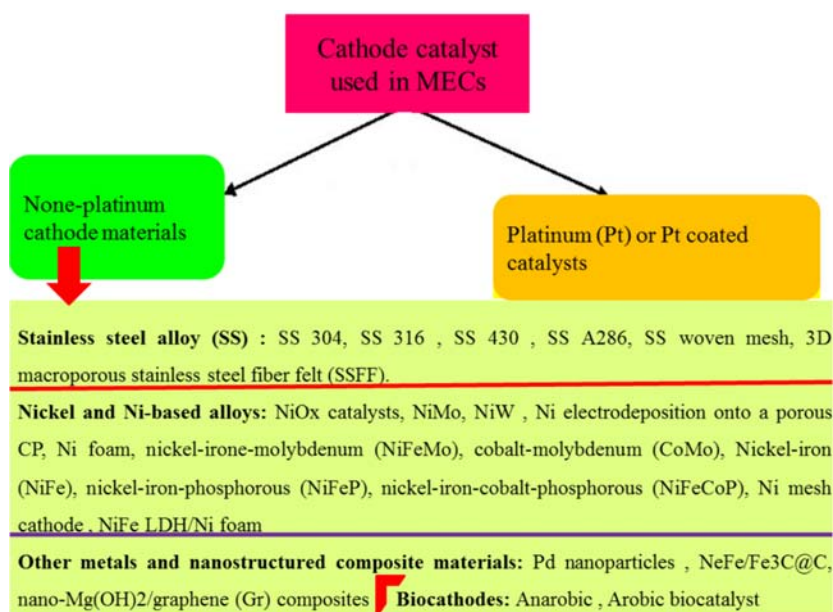 Cathode catalyst
used in MECs
None-platinum
cathode materials
Platinum (Pt) or Pt coated
catalysts
Stainless steel alloy (SS) : SS 304, SS 316 , SS 430 , SS A286, SS woven mesh, 3D
macroporous stainless steel fiber felt (SSFF).
Nickel and Ni-based alloys: NiOx catalysts, NiMo, NiW , Ni electrodeposition onto a porous
CP, Ni foam, nickel-irone-molybdenum (NiFeMo), cobalt-molybdenum (CoMo), Nickel-iron
(NiFe), nickel-iron-phosphorous (NiFeP), nickel-iron-cobalt-phosphorous (NiFeCoP), Ni mesh
cathode , NiFe LDH/Ni foam
Other metals and nanostructured composite materials: Pd nanoparticles , NeFe/Fe3C@C,
nano-Mg(OH)2/graphene (Gr) composites Biocathodes: Anarobic , Arobic biocatalyst